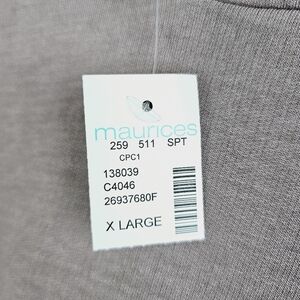 maurices
259 511 SPT
CPC1
138039
C4046
26937680F
X LARGE